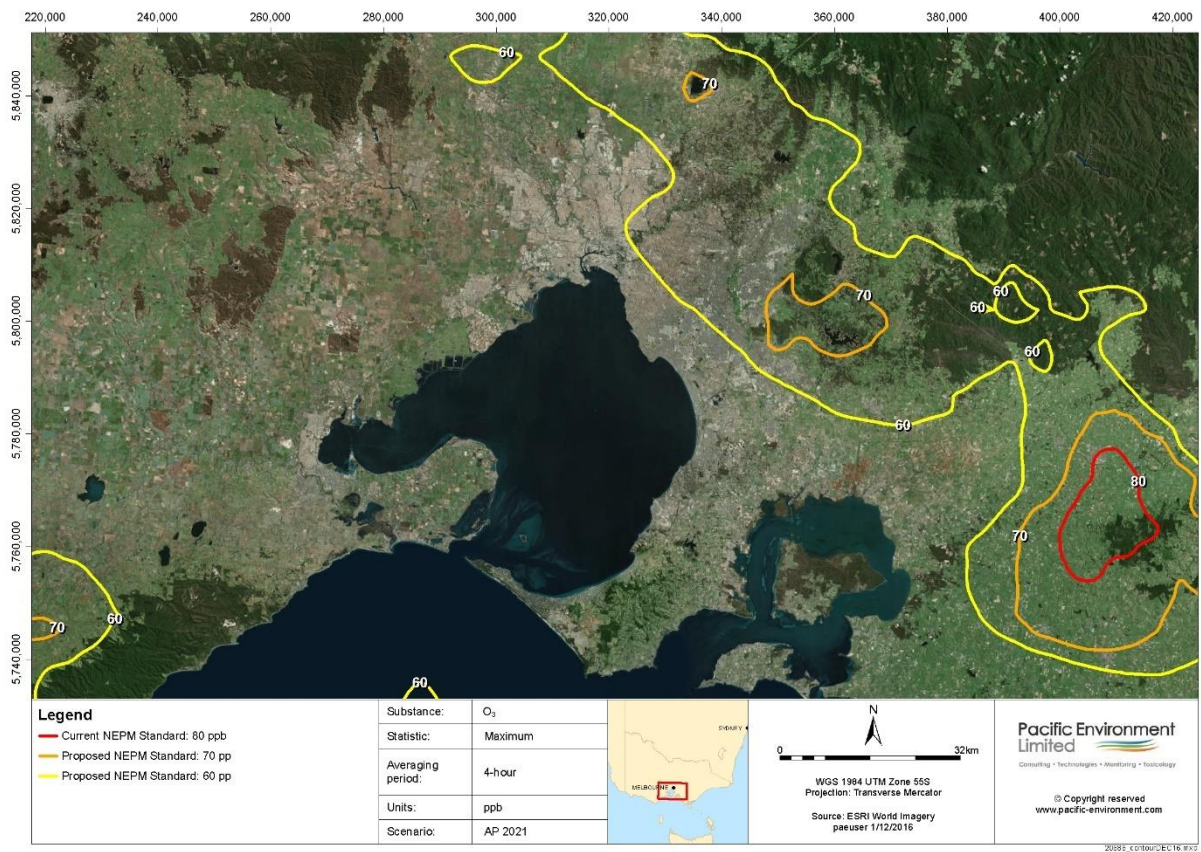 220,000 240,000 260,000 280,000 300,000 320,000 340,000 360,000 380,000 400,000 420,000
5,840,000
5,820,000
5,800,000
5,780,000
5,760,000
5,740,000
60
70
70
60
60
60
60
80
70
60
70
60
Legend
Current NEPM Standard: 80 ppb
Proposed NEPM Standard: 70 pp
Proposed NEPM Standard: 60 pp
Substance: O₃
Statistic: Maximum
Averaging period: 4-hour
Units: ppb
Scenario: AP 2021
SYDNEY
MELBOURNE
N
0 32km
WGS 1984 UTM Zone 55S
Projection: Transverse Mercator
Source: ESRI World Imagery
paeuser 1/12/2016
Pacific Environment
Limited
Consulting • Technologies • Monitoring • Toxicology
© Copyright reserved
www.pacific-environment.com